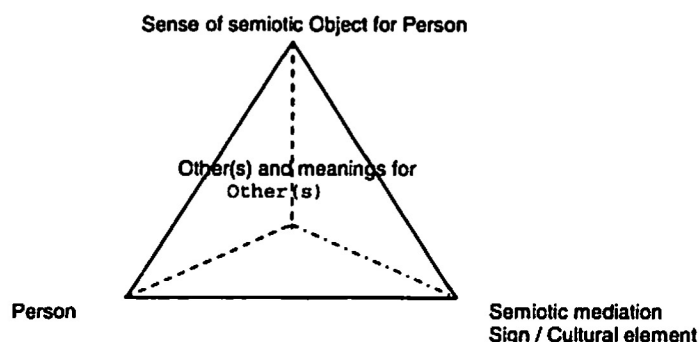 Sense of semiotic Object for Person
Other(s) and meanings for
Other(s)
Person
Semiotic mediation
Sign / Cultural element